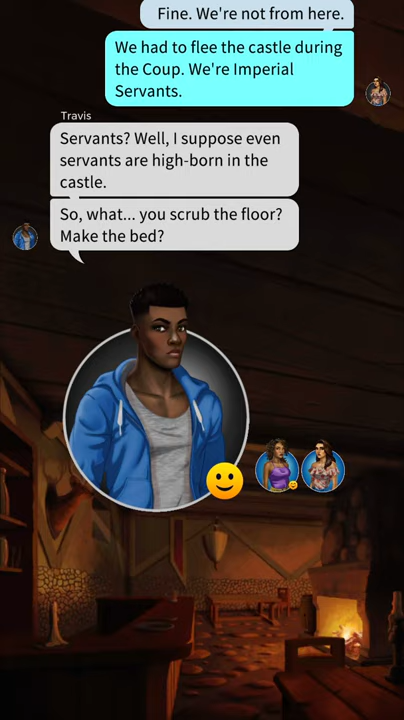 Fine. We're not from here.
We had to flee the castle during
the Coup. We're Imperial
Servants.
Travis
Servants? Well, I suppose even
servants are high-born in the
castle.
So, what... you scrub the floor?
Make the bed?